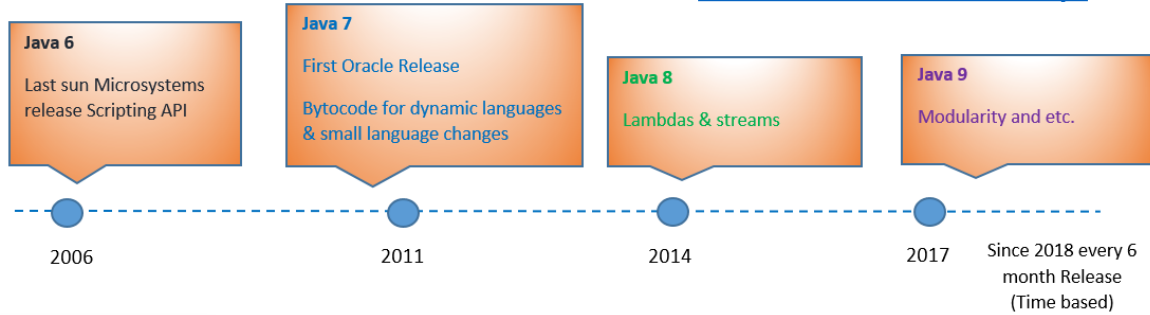 Java 6
Last sun Microsystems
release Scripting API
Java 7
First Oracle Release
Bytocode for dynamic languages
& small language changes
Java 8
Lambdas & streams
Java 9
Modularity and etc.
2006
2011
2014
2017
Since 2018 every 6
month Release
(Time based)